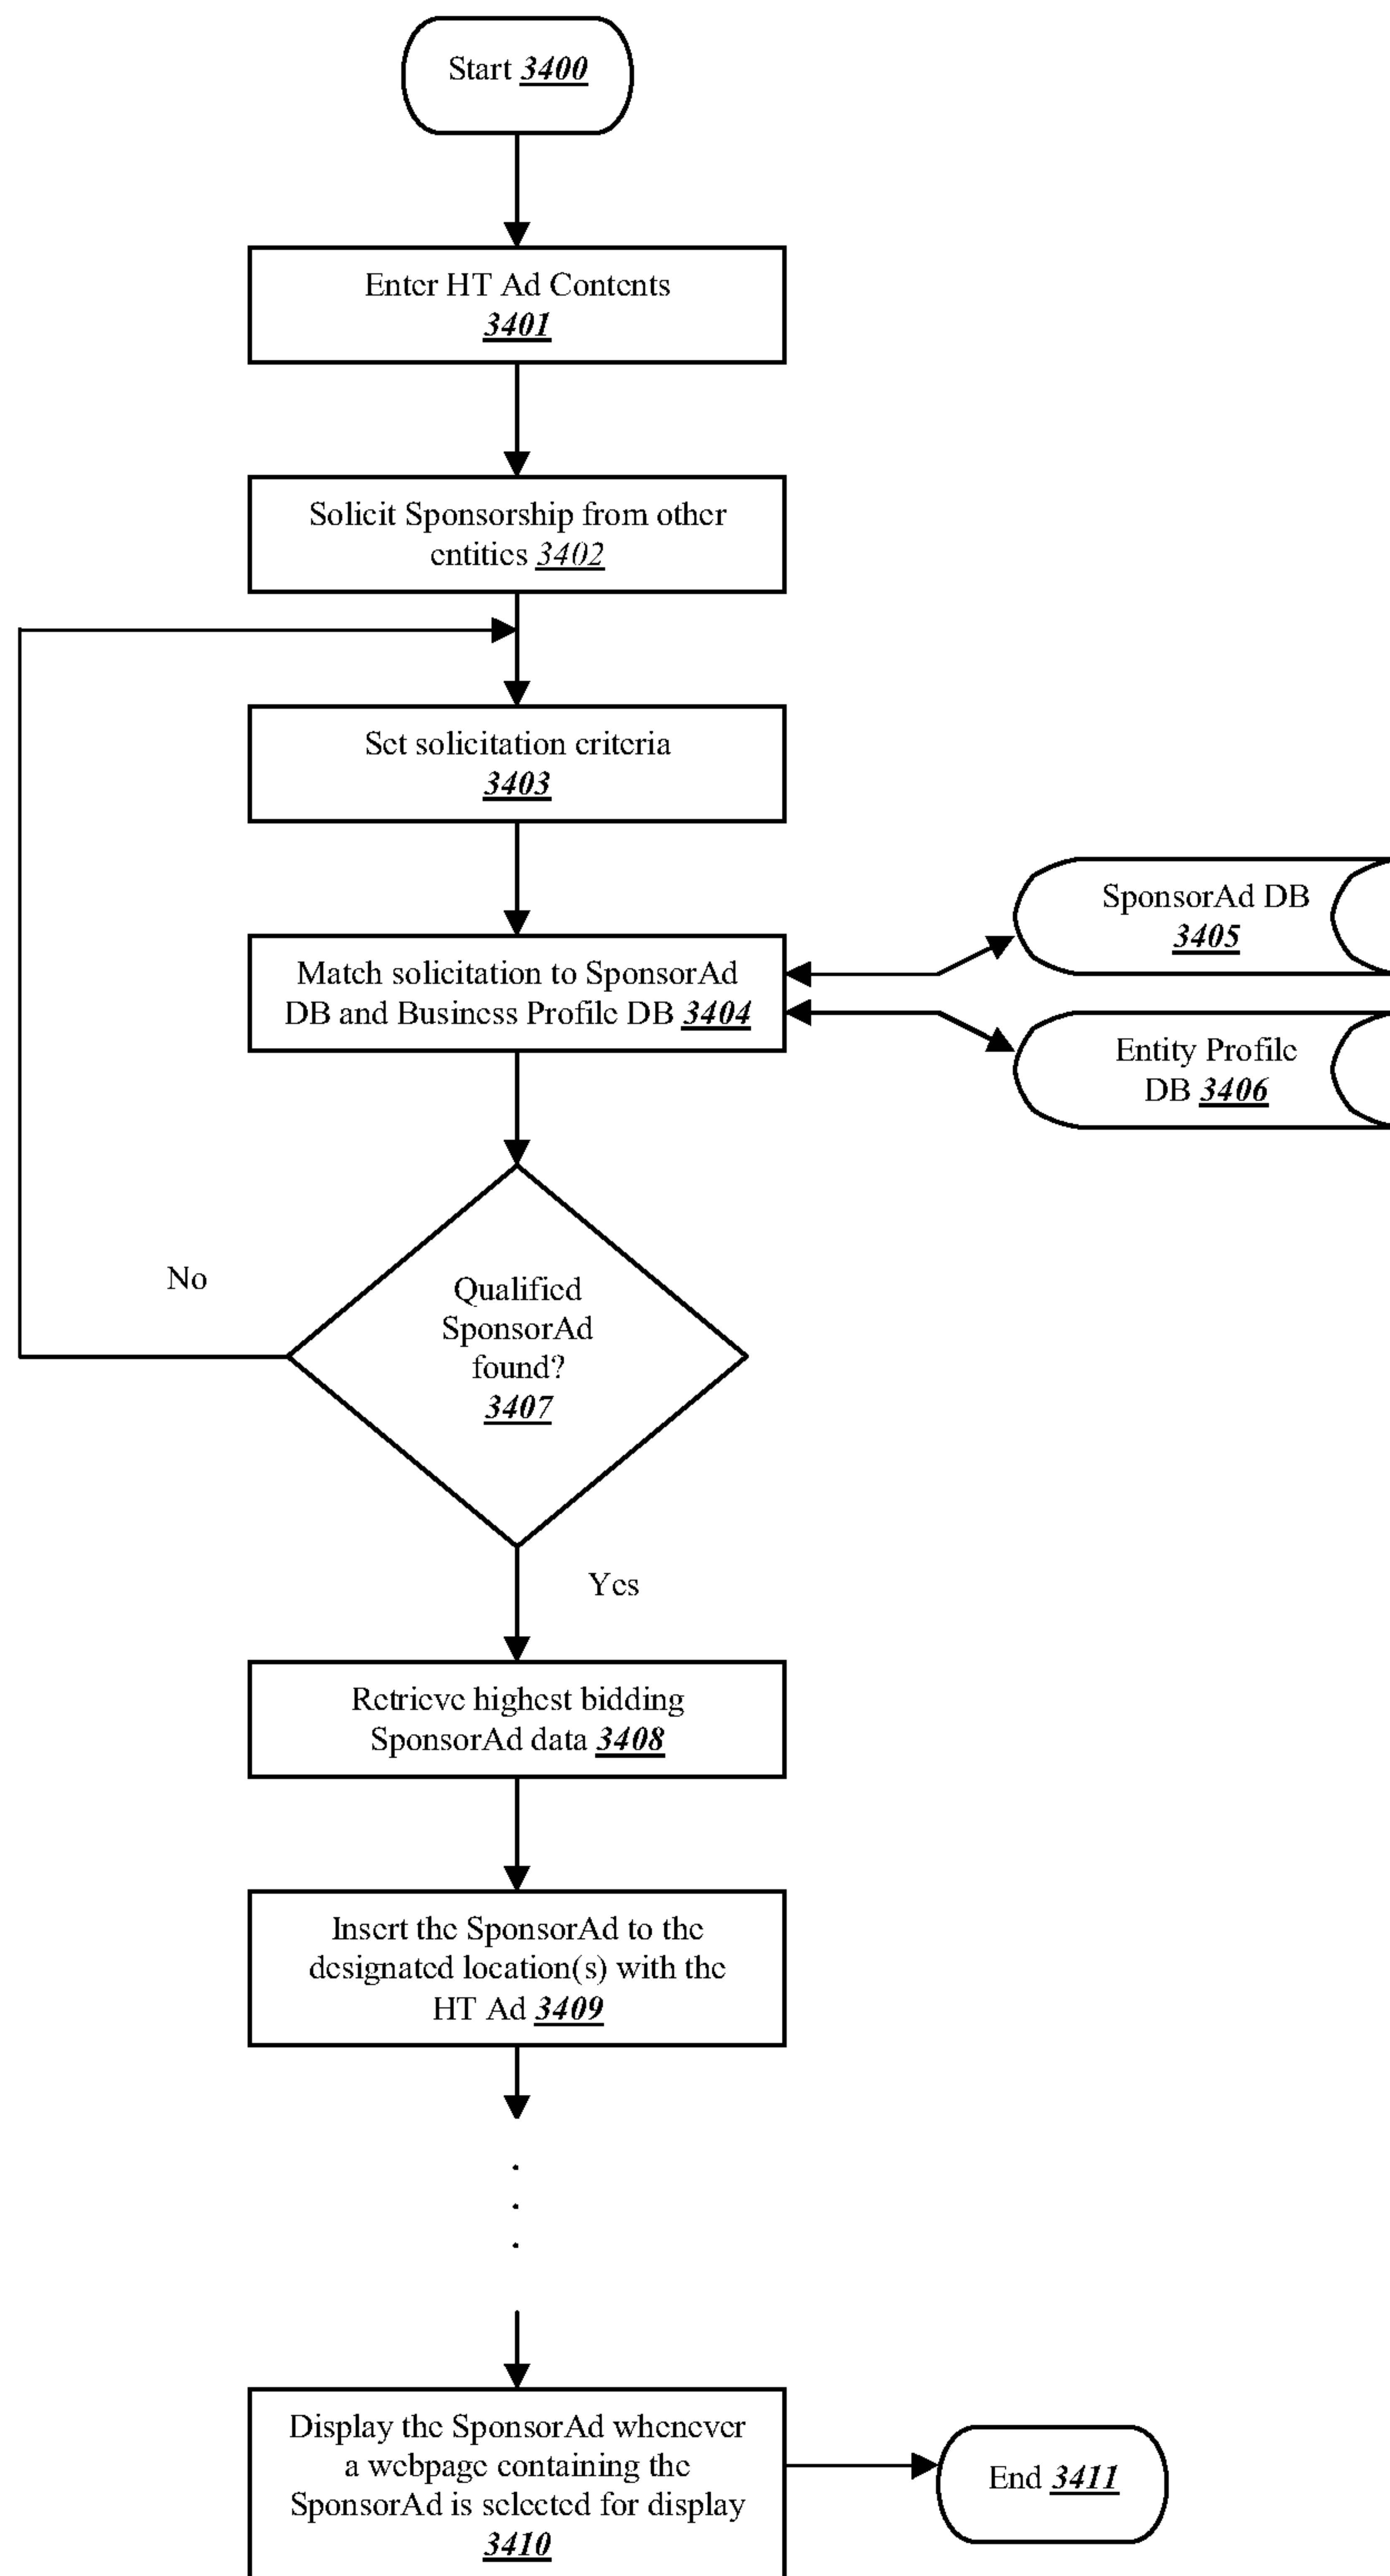 Start 3400
Enter HT Ad Contents
3401
Solicit Sponsorship from other
entities 3402
Set solicitation criteria
3403
SponsorAd DB
3405
Match solicitation to SponsorAd
DB and Business Profile DB 3404
Entity Profile
DB 3406
No
Qualified
SponsorAd
found?
3407
Yes
Retrieve highest bidding
SponsorAd data 3408
Insert the SponsorAd to the
designated location(s) with the
HT Ad 3409
.
.
.
Display the SponsorAd whenever
a webpage containing the
SponsorAd is selected for display
3410
End 3411